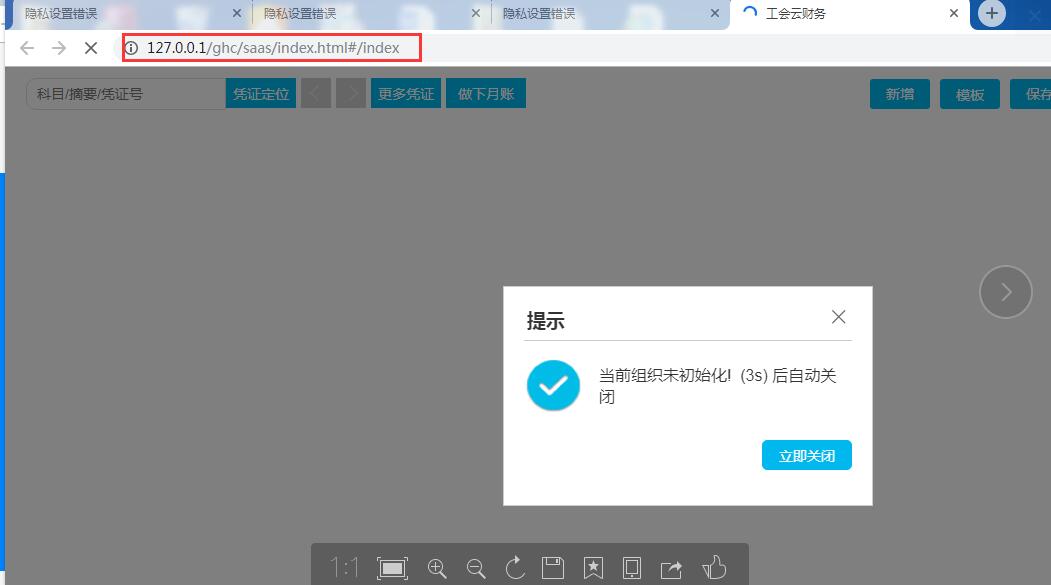 隐私设置错误
隐私设置错误
隐私设置错误
工会云财务
127.0.0.1/ghc/saas/index.html#/index
科目/摘要/凭证号
凭证定位
更多凭证
做下月账
新增
模板
保存
提示
当前组织未初始化! (3s) 后自动关
闭
立即关闭
1:1